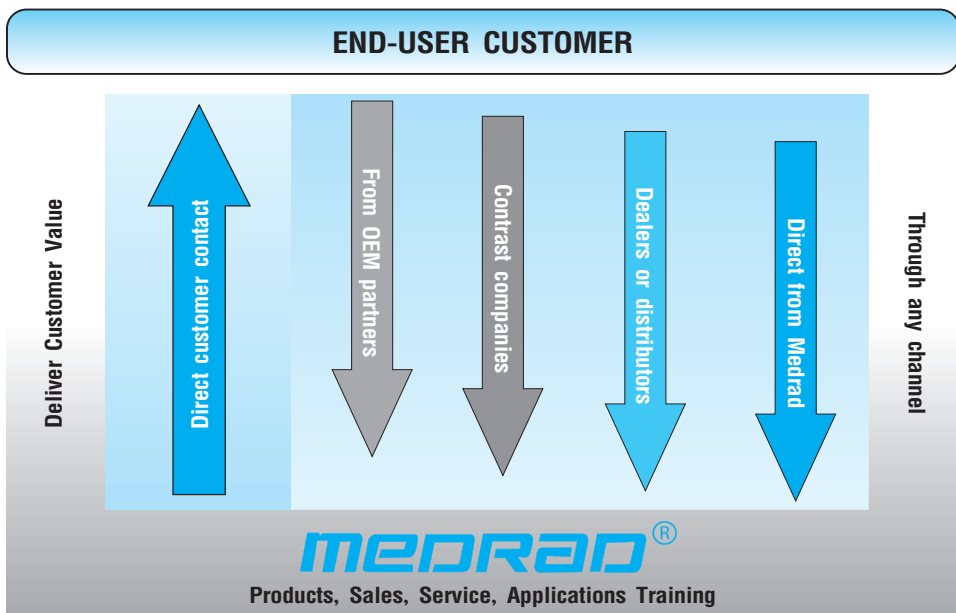 END-USER CUSTOMER
Deliver Customer Value
Direct customer contact
From OEM partners
Contrast companies
Dealers or distributors
Direct from Medrad
Through any channel
MEDRAD®
Products, Sales, Service, Applications Training